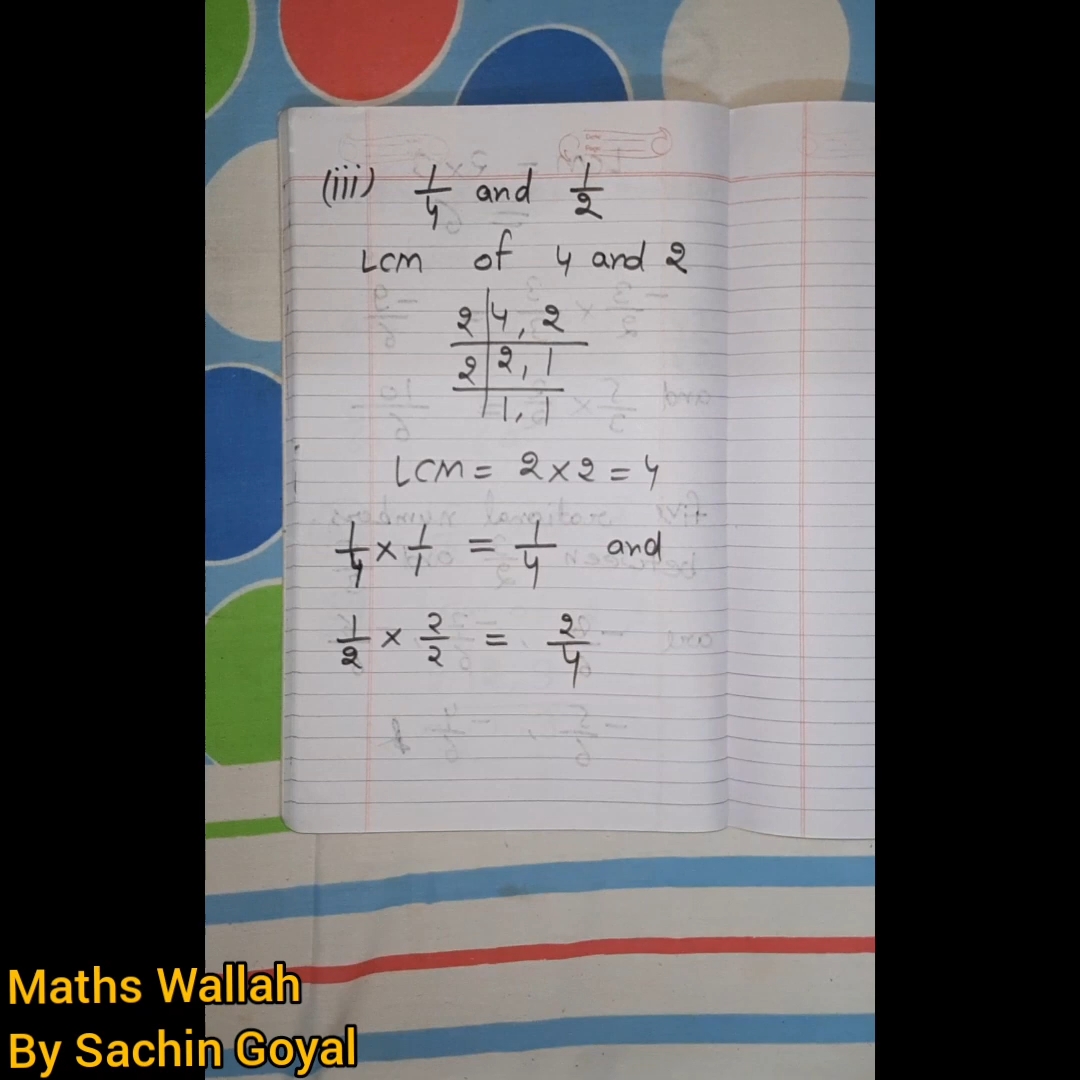 (iii) 1/4 and 1/2
LCM of 4 and 2
2 | 4, 2
2 | 2, 1
| 1, 1
LCM = 2 × 2 = 4
1/4 × 1/1 = 1/4 and
1/2 × 2/2 = 2/4
Maths Wallah
By Sachin Goyal